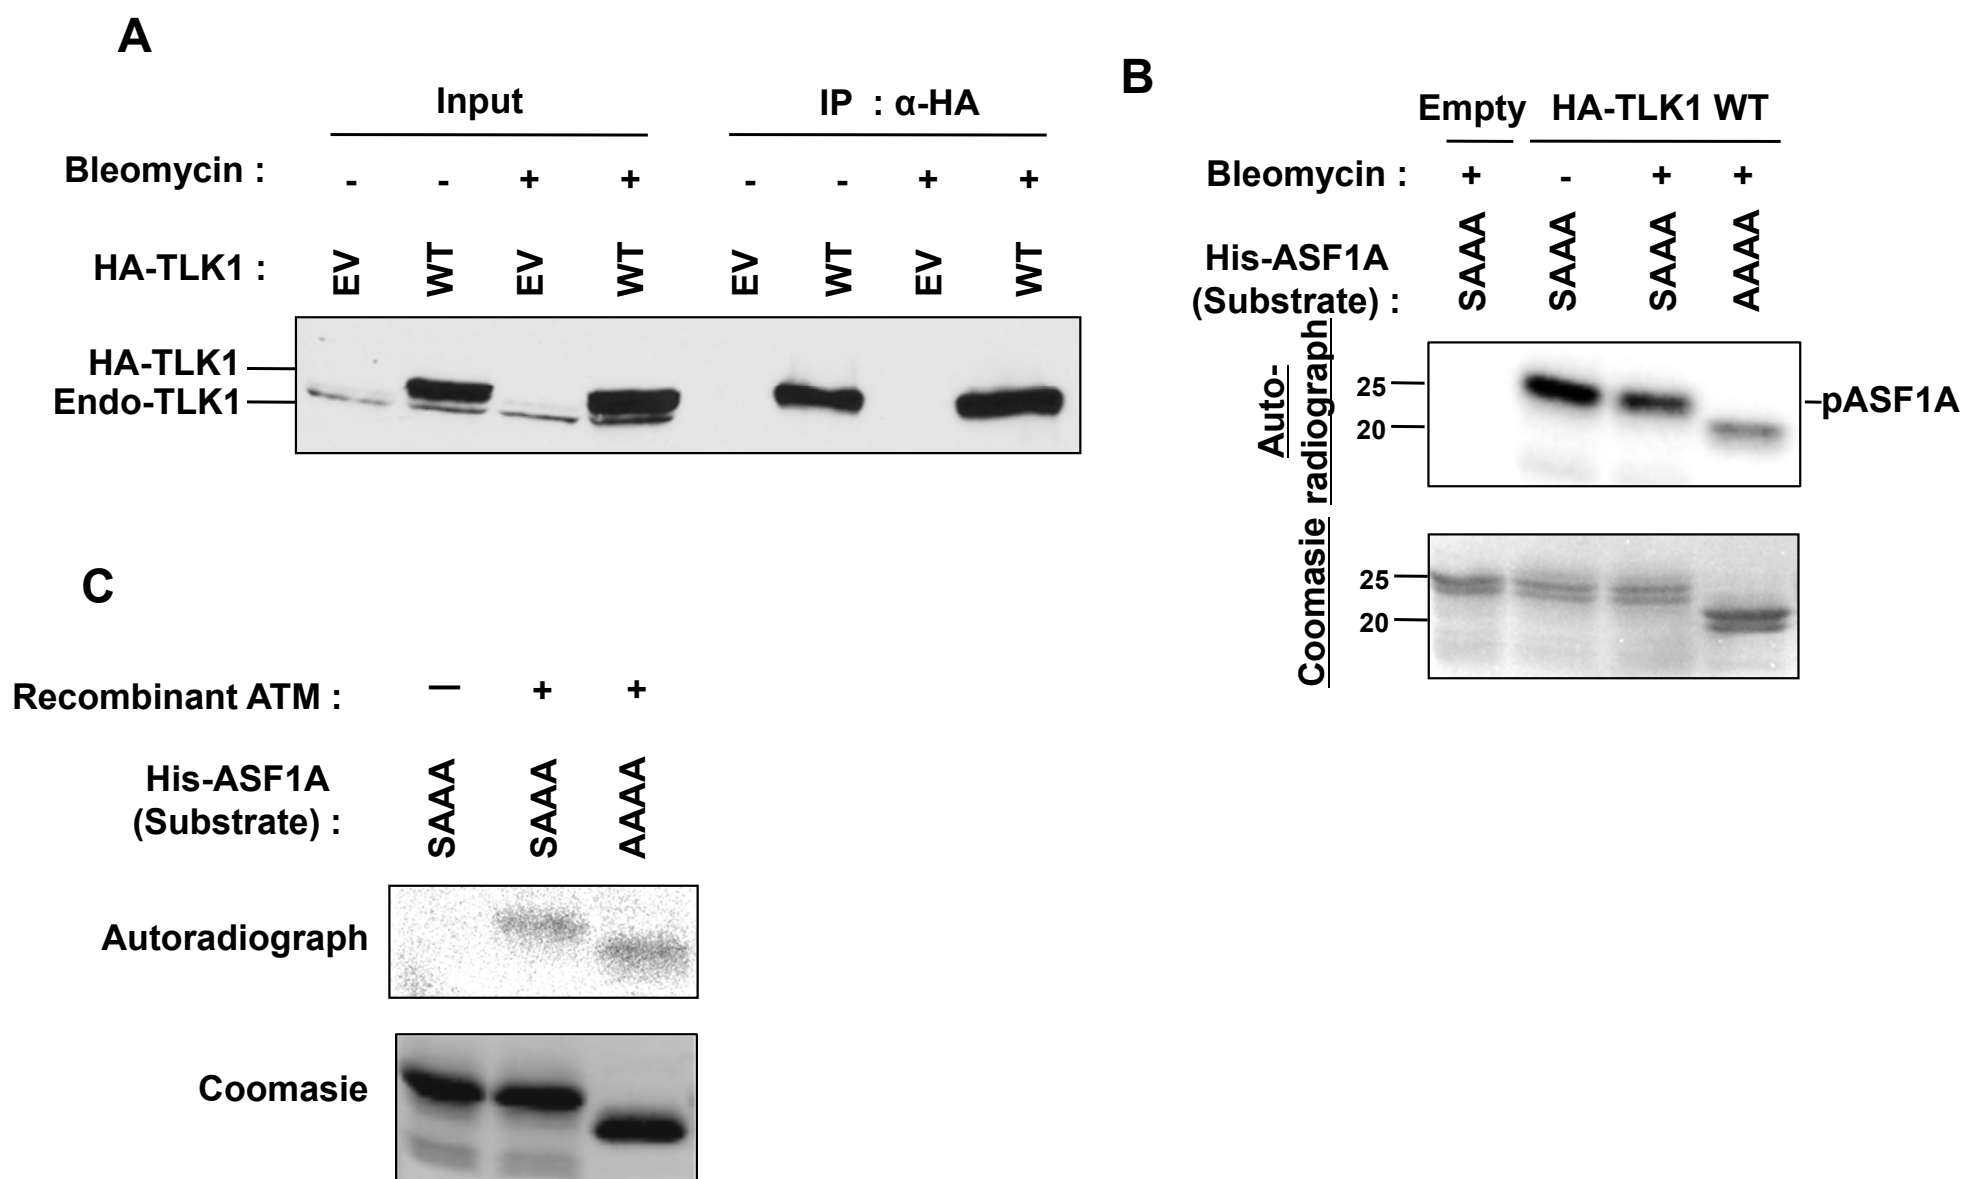 A
Input
IP : α-HA
Bleomycin :
- - + + - - + +
HA-TLK1 :
EV WT EV WT EV WT EV WT
HA-TLK1
Endo-TLK1
B
Empty HA-TLK1 WT
Bleomycin :
+ - + +
His-ASF1A
(Substrate) :
SAAA SAAA SAAA AAAA
Auto-
radiograph
25
20
pASF1A
Coomasie
25
20
C
Recombinant ATM :
— + +
His-ASF1A
(Substrate) :
SAAA SAAA AAAA
Autoradiograph
Coomasie